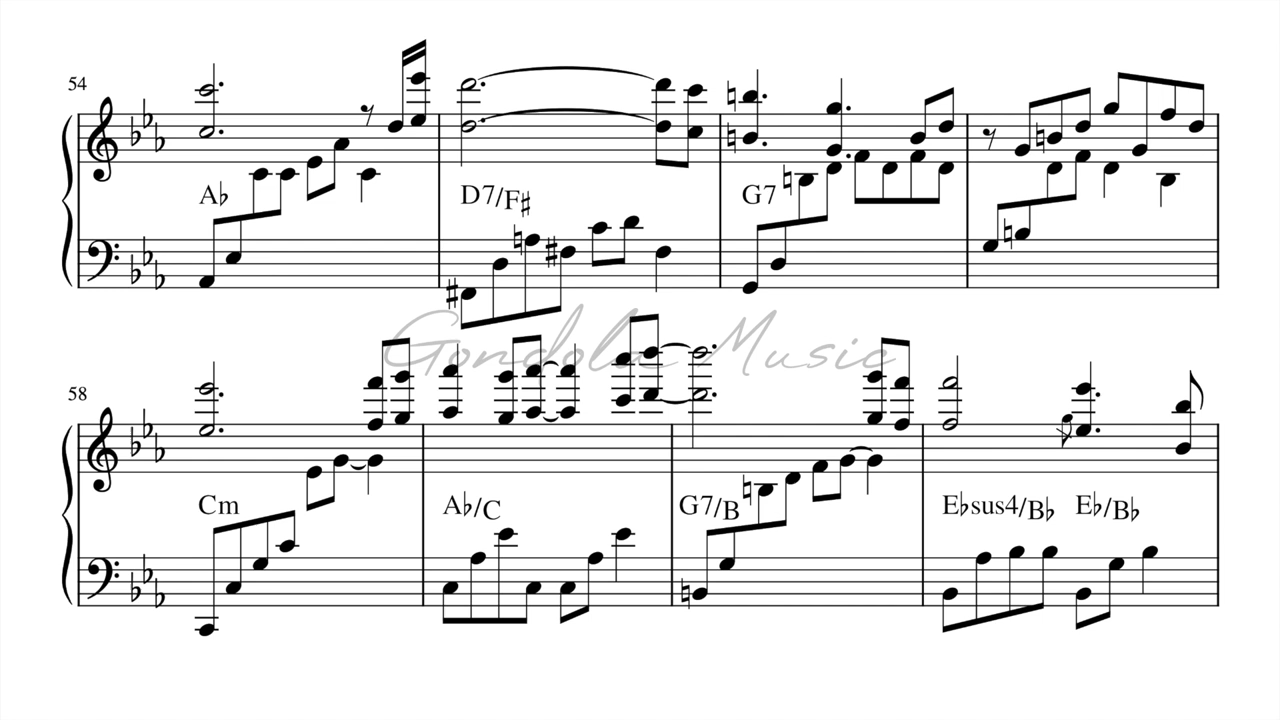 54
A♭ D7/F♯ G7
Gondola Music
58
Cm A♭/C G7/B E♭sus4/B♭ E♭/B♭